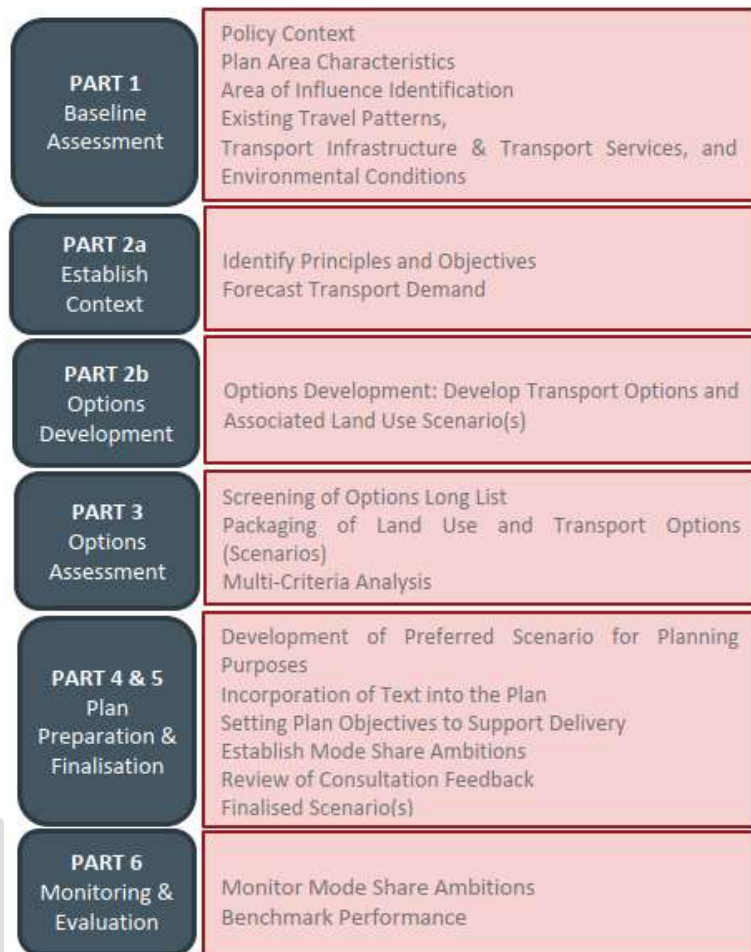 PART 1
Baseline
Assessment
Policy Context
Plan Area Characteristics
Area of Influence Identification
Existing Travel Patterns,
Transport Infrastructure & Transport Services, and
Environmental Conditions
PART 2a
Establish
Context
Identify Principles and Objectives
Forecast Transport Demand
PART 2b
Options
Development
Options Development: Develop Transport Options and
Associated Land Use Scenario(s)
PART 3
Options
Assessment
Screening of Options Long List
Packaging of Land Use and Transport Options
(Scenarios)
Multi-Criteria Analysis
PART 4 & 5
Plan
Preparation &
Finalisation
Development of Preferred Scenario for Planning
Purposes
Incorporation of Text into the Plan
Setting Plan Objectives to Support Delivery
Establish Mode Share Ambitions
Review of Consultation Feedback
Finalised Scenario(s)
PART 6
Monitoring &
Evaluation
Monitor Mode Share Ambitions
Benchmark Performance